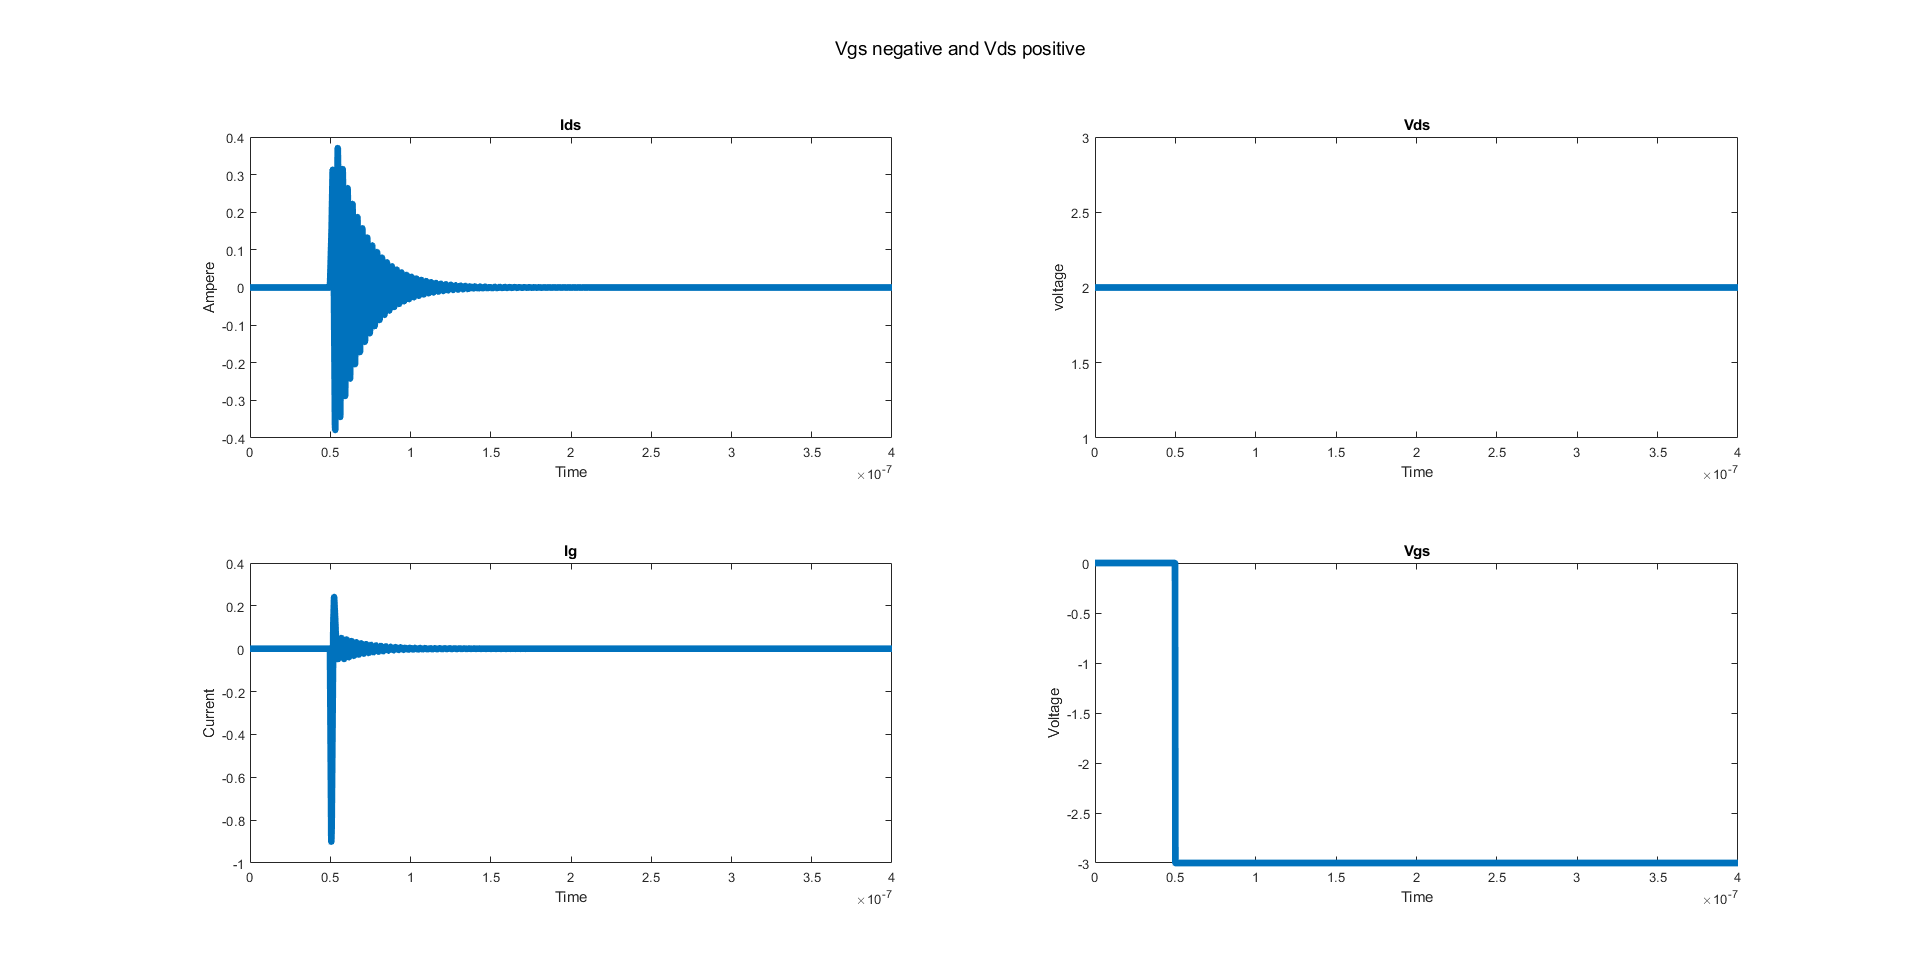 Vgs negative and Vds positive
Ids
0.4
0.3
0.2
0.1
0
-0.1
-0.2
-0.3
-0.4
Ampere
0 0.5 1 1.5 2 2.5 3 3.5 4
Time
×10-7
Vds
3
2.5
2
1.5
1
voltage
0 0.5 1 1.5 2 2.5 3 3.5 4
Time
×10-7
Ig
0.4
0.2
0
-0.2
-0.4
-0.6
-0.8
-1
Current
0 0.5 1 1.5 2 2.5 3 3.5 4
Time
×10-7
Vgs
0
-0.5
-1
-1.5
-2
-2.5
-3
Voltage
0 0.5 1 1.5 2 2.5 3 3.5 4
Time
×10-7